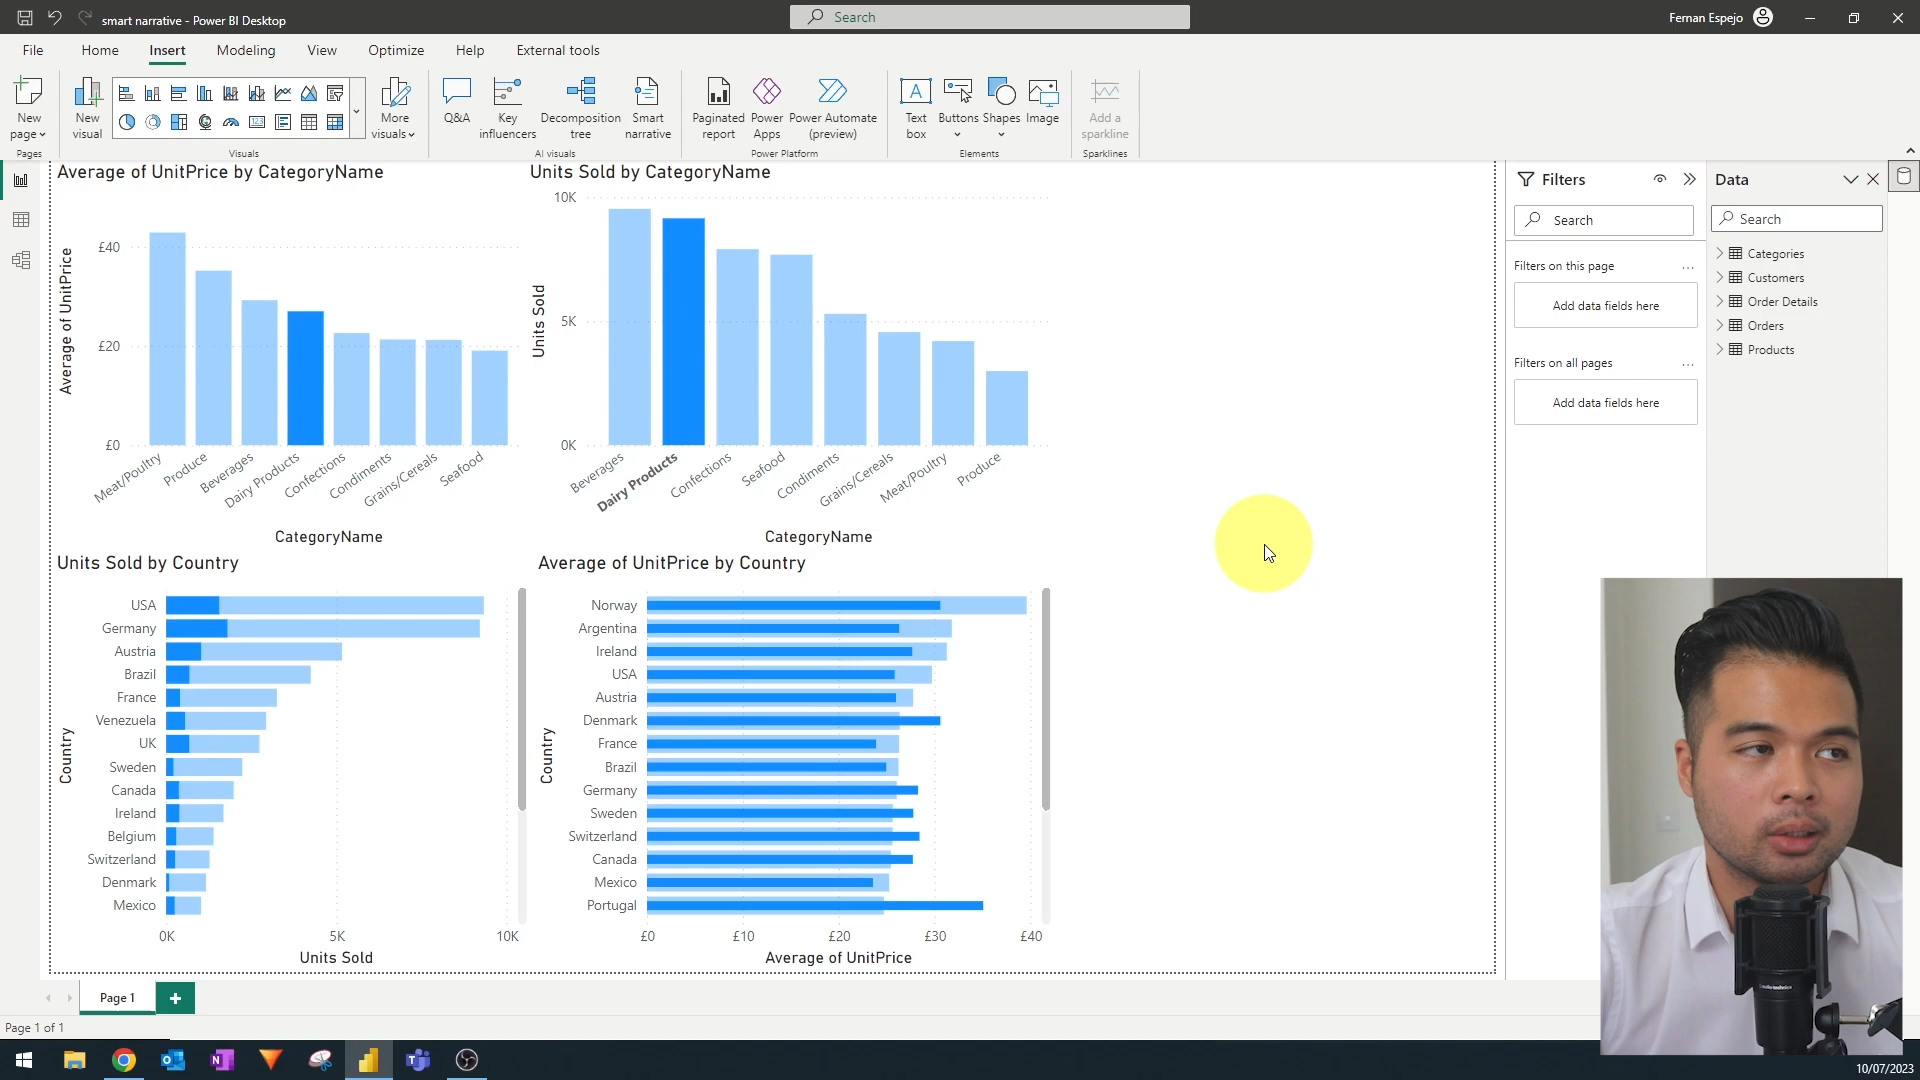 smart narrative - Power BI Desktop
Search
Fernan Espejo
File
Home
Insert
Modeling
View
Optimize
Help
External tools
New page
Pages
New visual
More visuals
Visuals
Q&A
Key influencers
Decomposition tree
Smart narrative
AI visuals
Paginated report
Power Apps
Power Automate (preview)
Power Platform
Text box
Buttons
Shapes
Image
Elements
Add a sparkline
Sparklines
Average of UnitPrice by CategoryName
Average of UnitPrice
£40
£20
£0
Meat/Poultry
Produce
Beverages
Dairy Products
Confections
Condiments
Grains/Cereals
Seafood
CategoryName
Units Sold by CategoryName
Units Sold
10K
5K
0K
Beverages
Dairy Products
Confections
Seafood
Condiments
Grains/Cereals
Meat/Poultry
Produce
CategoryName
Units Sold by Country
Country
USA
Germany
Austria
Brazil
France
Venezuela
UK
Sweden
Canada
Ireland
Belgium
Switzerland
Denmark
Mexico
0K
5K
10K
Units Sold
Average of UnitPrice by Country
Country
Norway
Argentina
Ireland
USA
Austria
Denmark
France
Brazil
Germany
Sweden
Switzerland
Canada
Mexico
Portugal
£0
£10
£20
£30
£40
Average of UnitPrice
Filters
Search
Filters on this page
Add data fields here
Filters on all pages
Add data fields here
Data
Search
Categories
Customers
Order Details
Orders
Products
Page 1
Page 1 of 1
10/07/2023